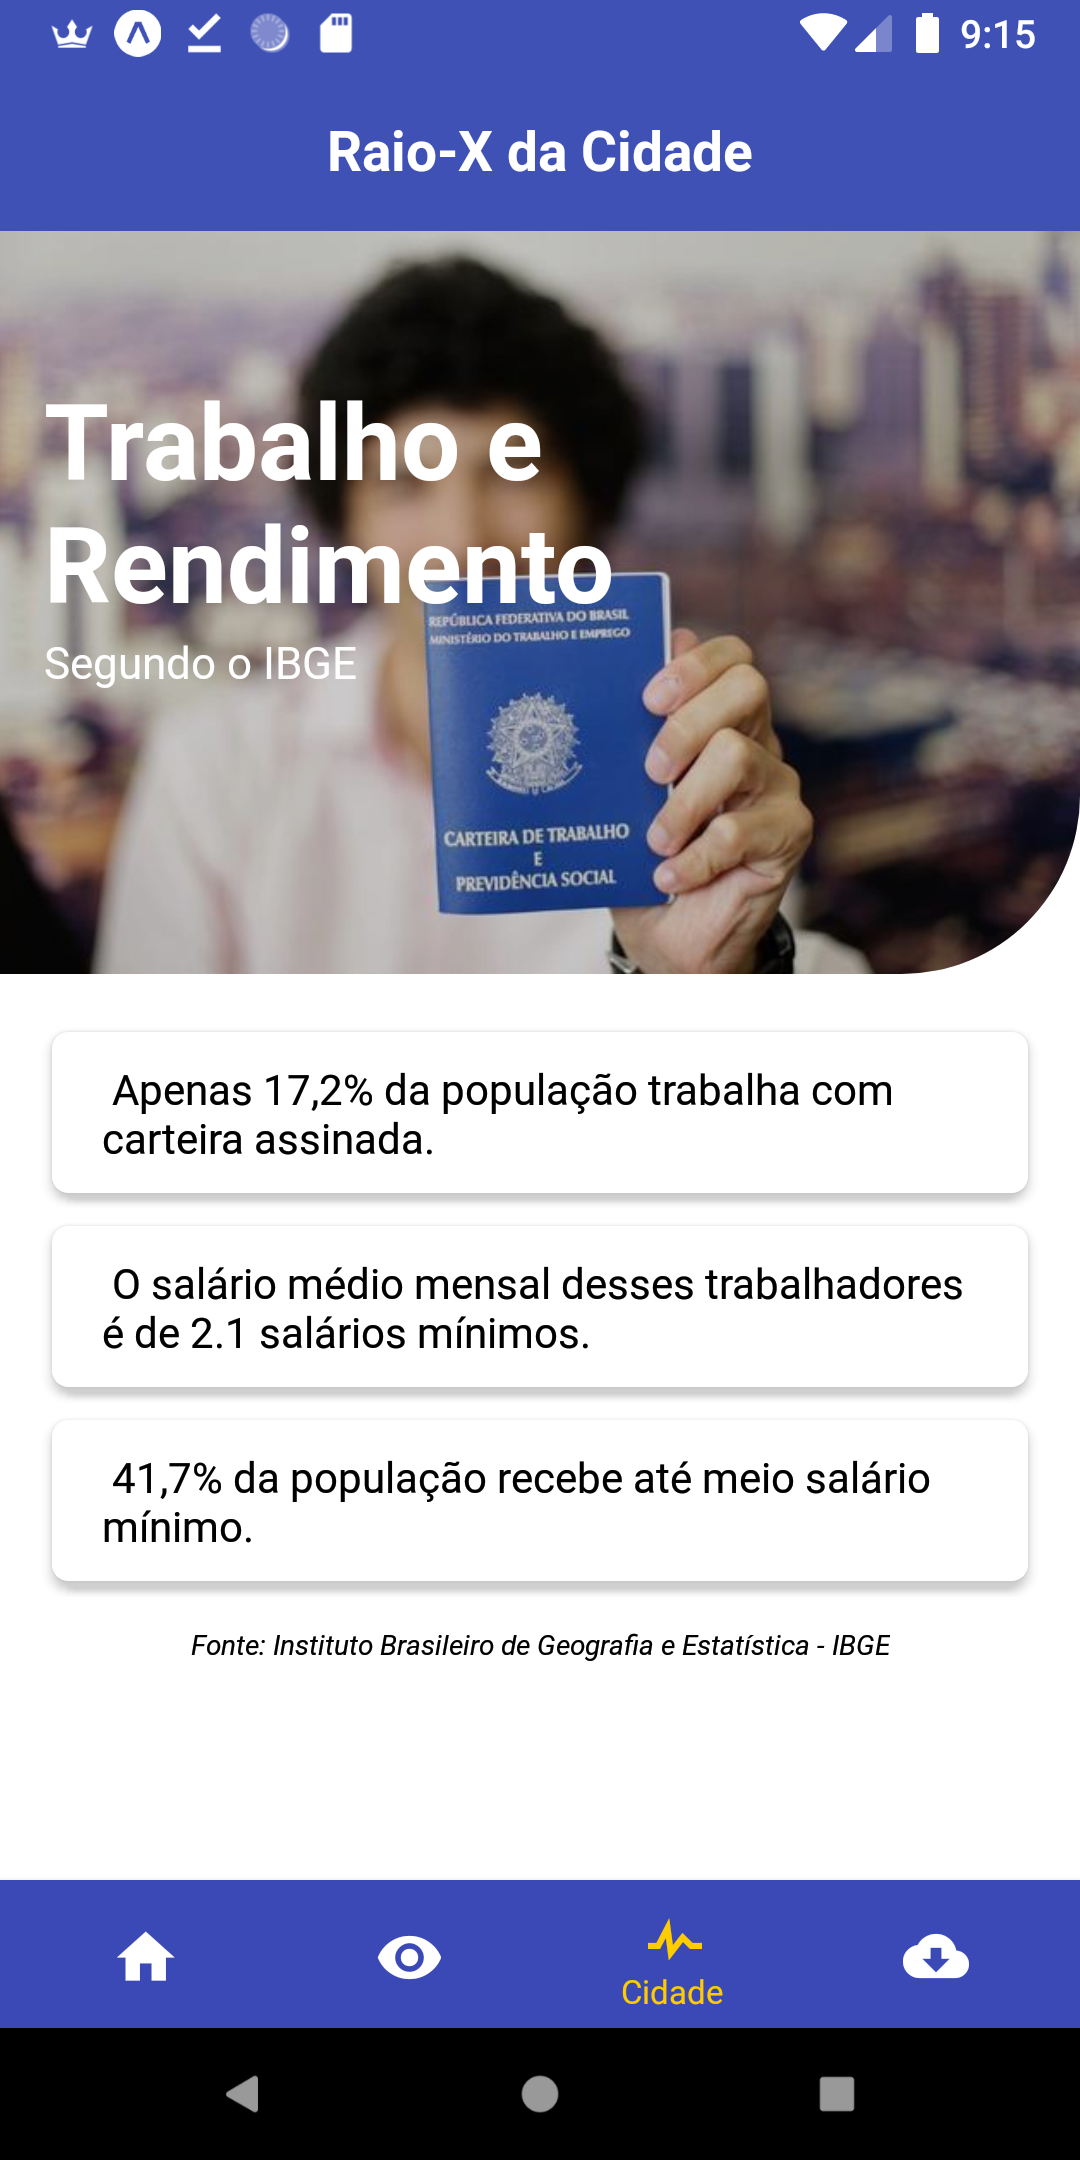 9:15
Raio-X da Cidade
Trabalho e
Rendimento
Segundo o IBGE
REPÚBLICA FEDERATIVA DO BRASIL
MINISTÉRIO DO TRABALHO E EMPREGO
CARTEIRA DE TRABALHO
E
PREVIDÊNCIA SOCIAL
Apenas 17,2% da população trabalha com
carteira assinada.
O salário médio mensal desses trabalhadores
é de 2.1 salários mínimos.
41,7% da população recebe até meio salário
mínimo.
Fonte: Instituto Brasileiro de Geografia e Estatística - IBGE
Cidade